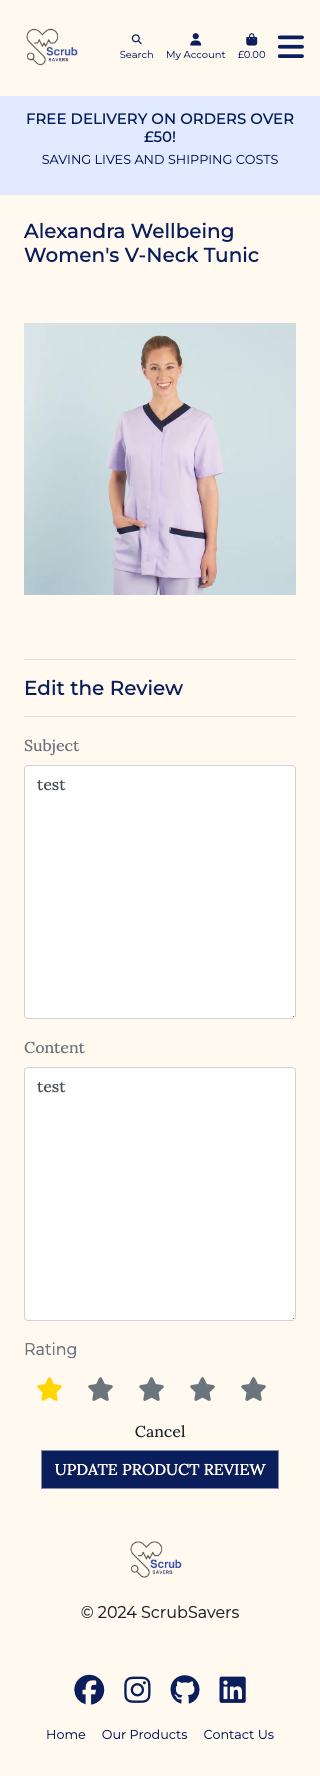 Scrub
SAVERS
Search
My Account
£0.00
FREE DELIVERY ON ORDERS OVER
£50!
SAVING LIVES AND SHIPPING COSTS
Alexandra Wellbeing
Women's V-Neck Tunic
Edit the Review
Subject
test
Content
test
Rating
Cancel
UPDATE PRODUCT REVIEW
Scrub
SAVERS
© 2024 ScrubSavers
Home Our Products Contact Us